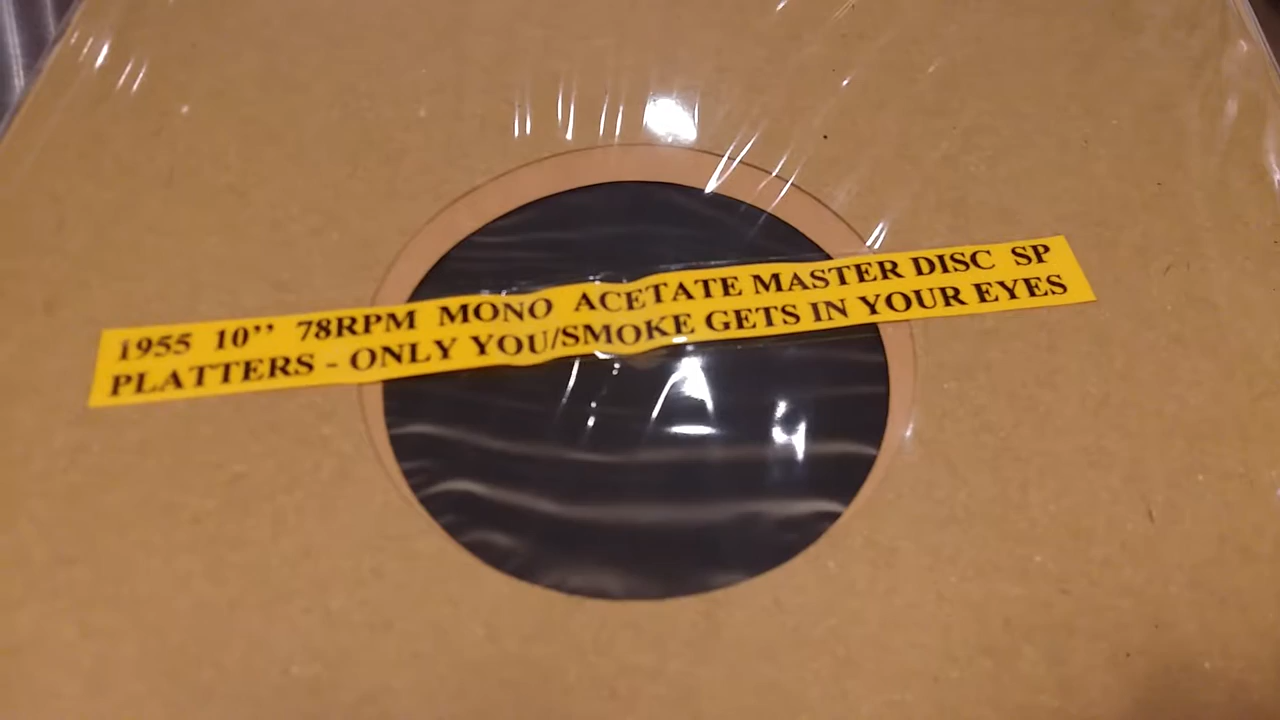 1955 10’’ 78RPM MONO ACETATE MASTER DISC SP
PLATTERS - ONLY YOU/SMOKE GETS IN YOUR EYES